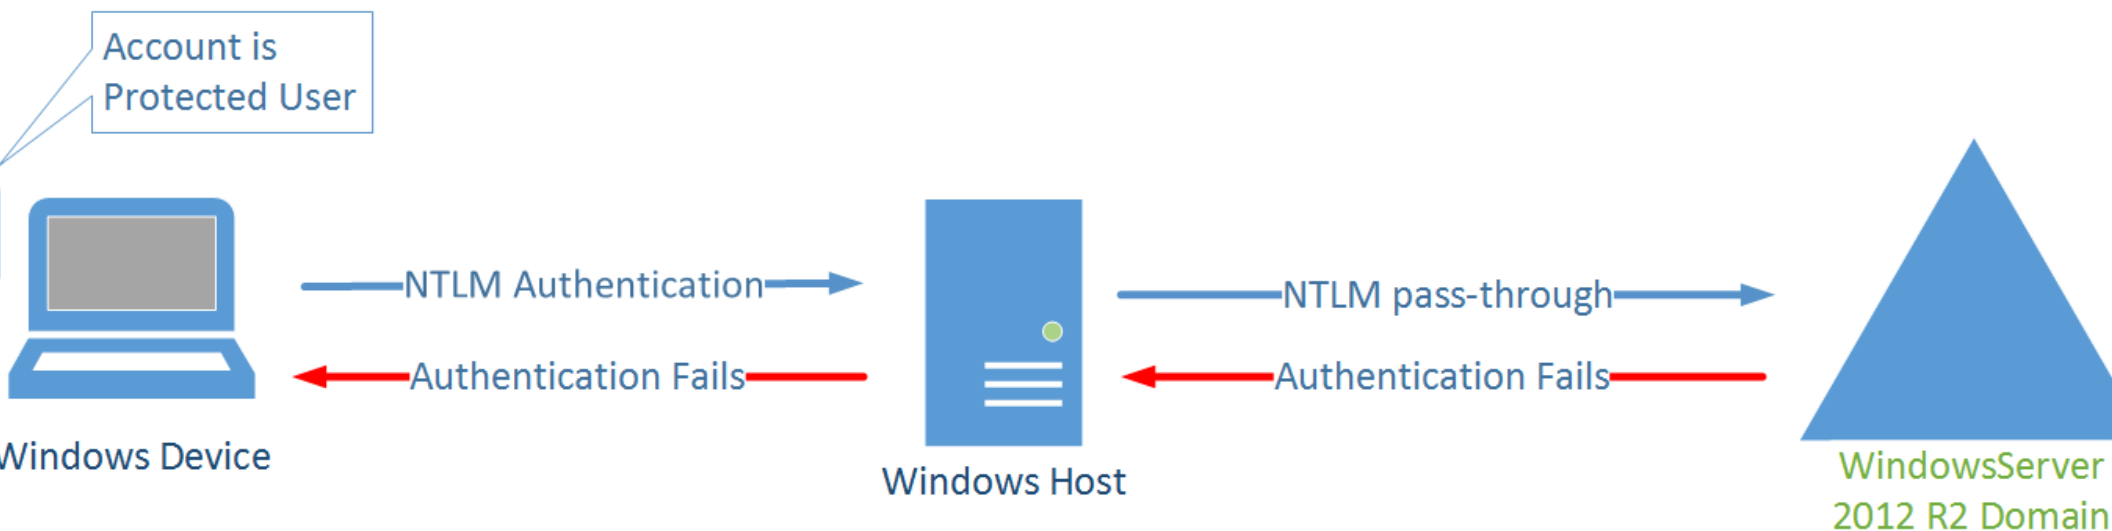 Account is
Protected User
NTLM Authentication
NTLM pass-through
Authentication Fails
Authentication Fails
Windows Device
Windows Host
WindowsServer
2012 R2 Domain